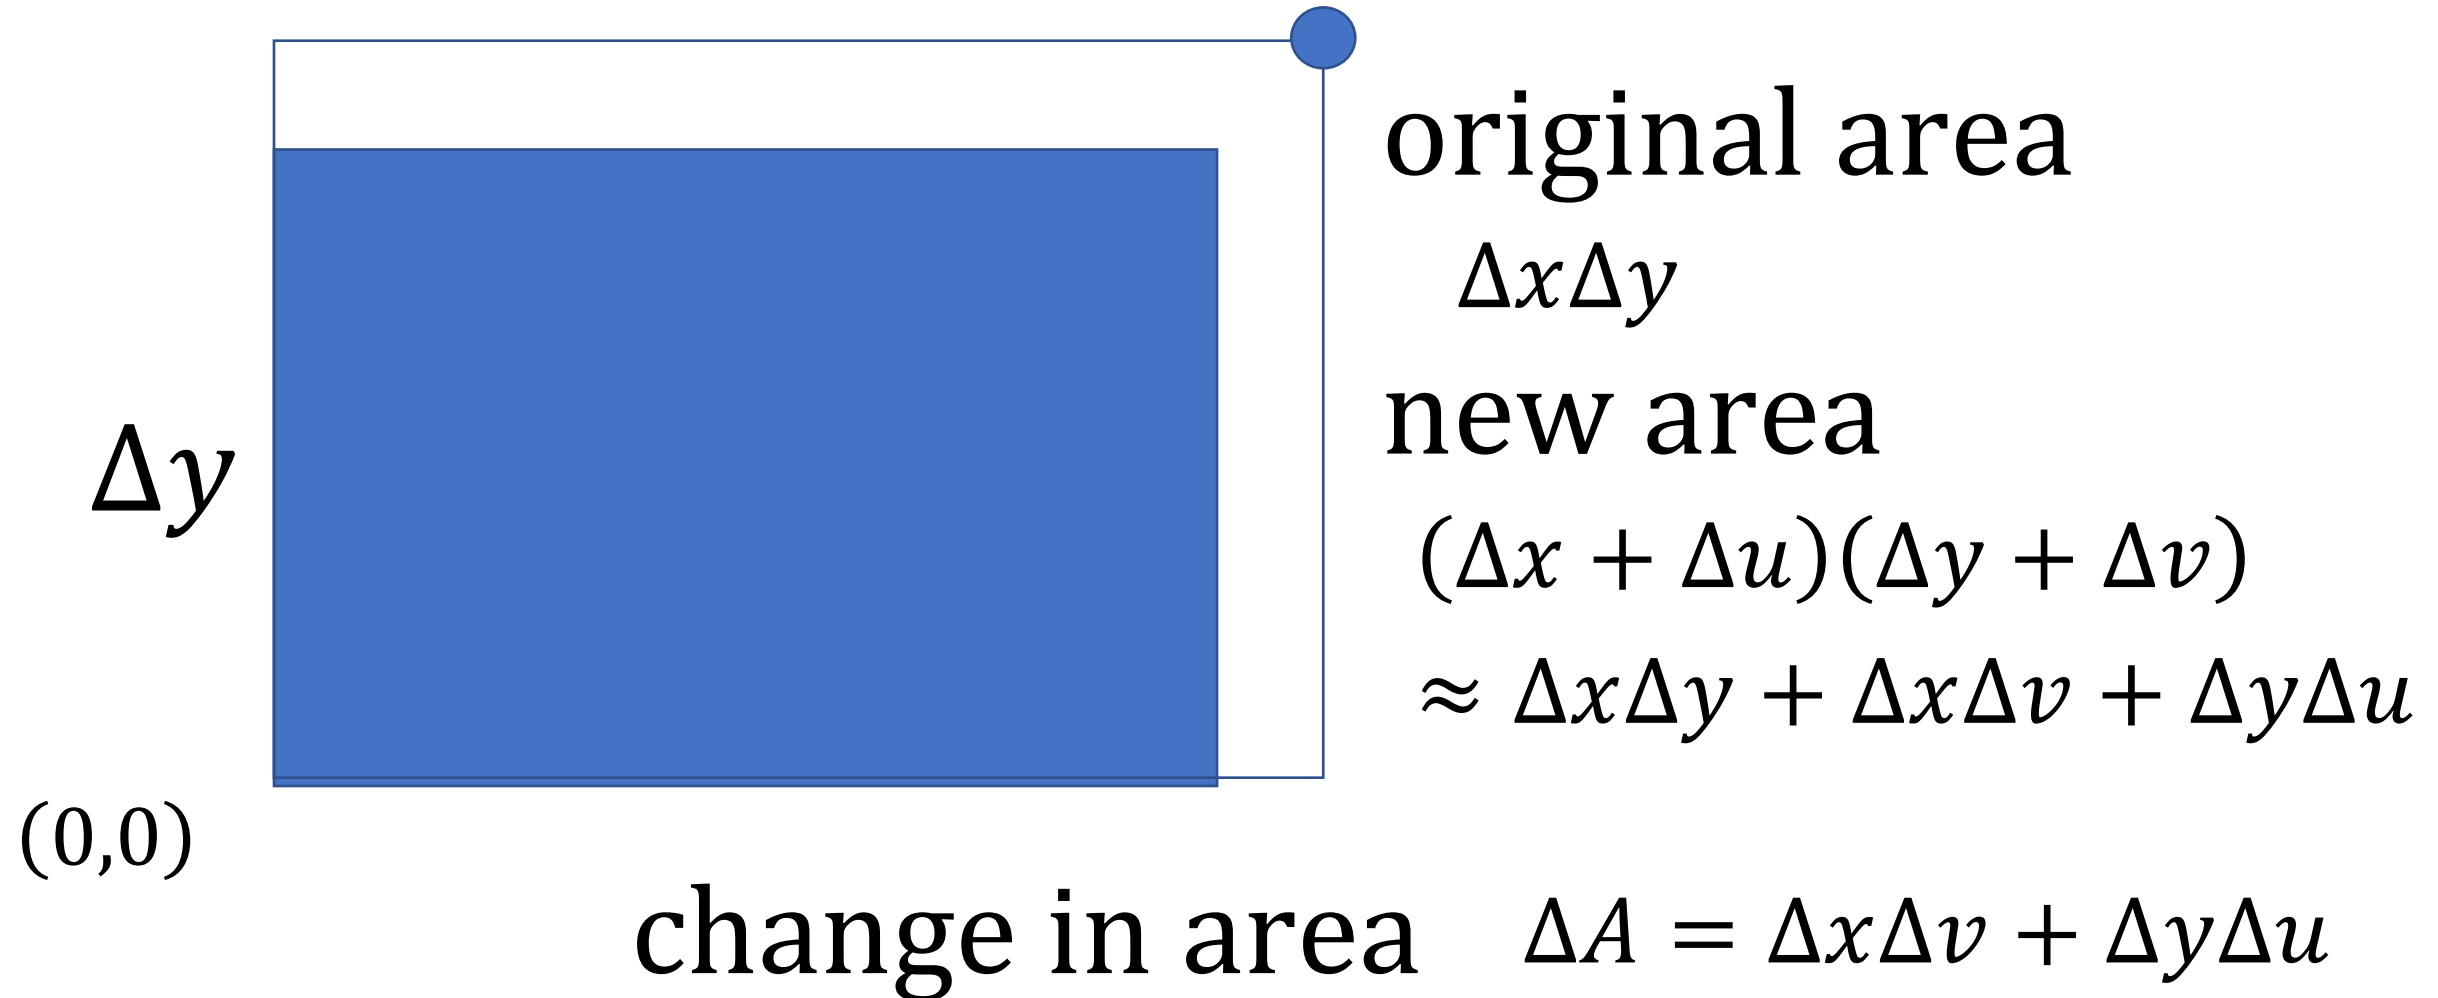 original area
ΔxΔy
new area
Δy
(Δx + Δu)(Δy + Δv)
≈ ΔxΔy + ΔxΔv + ΔyΔu
(0,0)
change in area ΔA = ΔxΔv + ΔyΔu